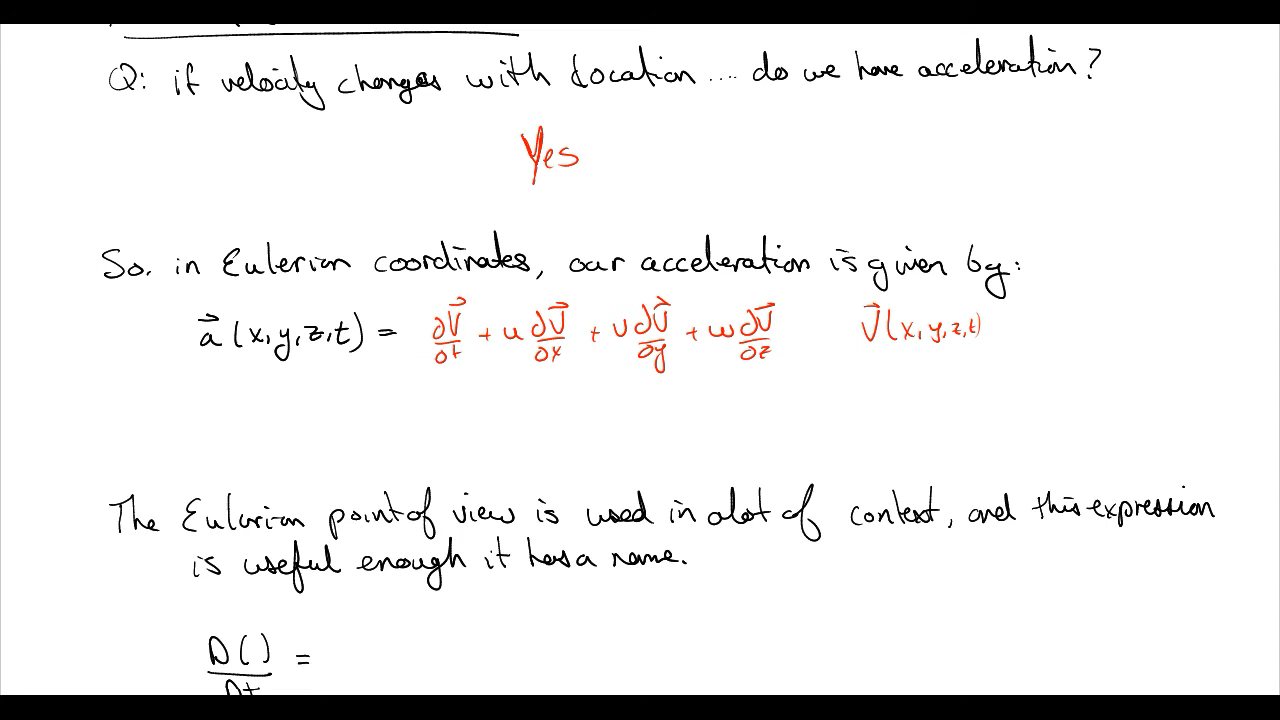 Q: if velocity changes with location .... do we have acceleration?
Yes
So. in Eulerian coordinates, our acceleration is given by:
a⃗ (x,y,z,t) = ∂V⃗/∂t + u ∂V⃗/∂x + v ∂V⃗/∂y + w ∂V⃗/∂z V⃗(x,y,z,t)
The Eularian point of view is used in alot of context, and this expression
is useful enough it has a name.
D( )/Dt =